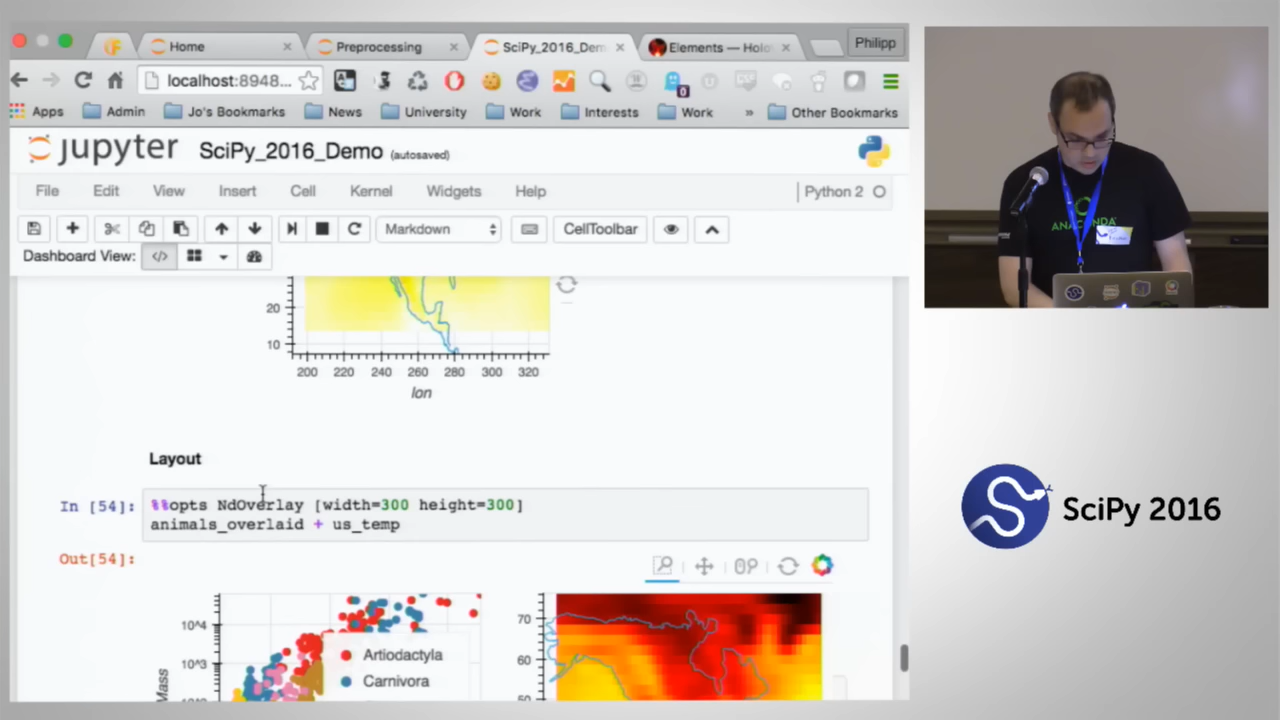 Home
Preprocessing
SciPy_2016_Dem
Elements — Holo
Philipp
localhost:8948...
0
Apps
Admin
Jo's Bookmarks
News
University
Work
Interests
Work
»
Other Bookmarks
jupyter SciPy_2016_Demo (autosaved)
File Edit View Insert Cell Kernel Widgets Help Python 2
Markdown CellToolbar
Dashboard View: </>
20
10
200 220 240 260 280 300 320
lon
Layout
In [54]: %%opts NdOverlay [width=300 height=300]
animals_overlaid + us_temp
Out[54]:
10^4
10^3
Mass
Artiodactyla
Carnivora
70
60
50
ANACONDA
SciPy 2016